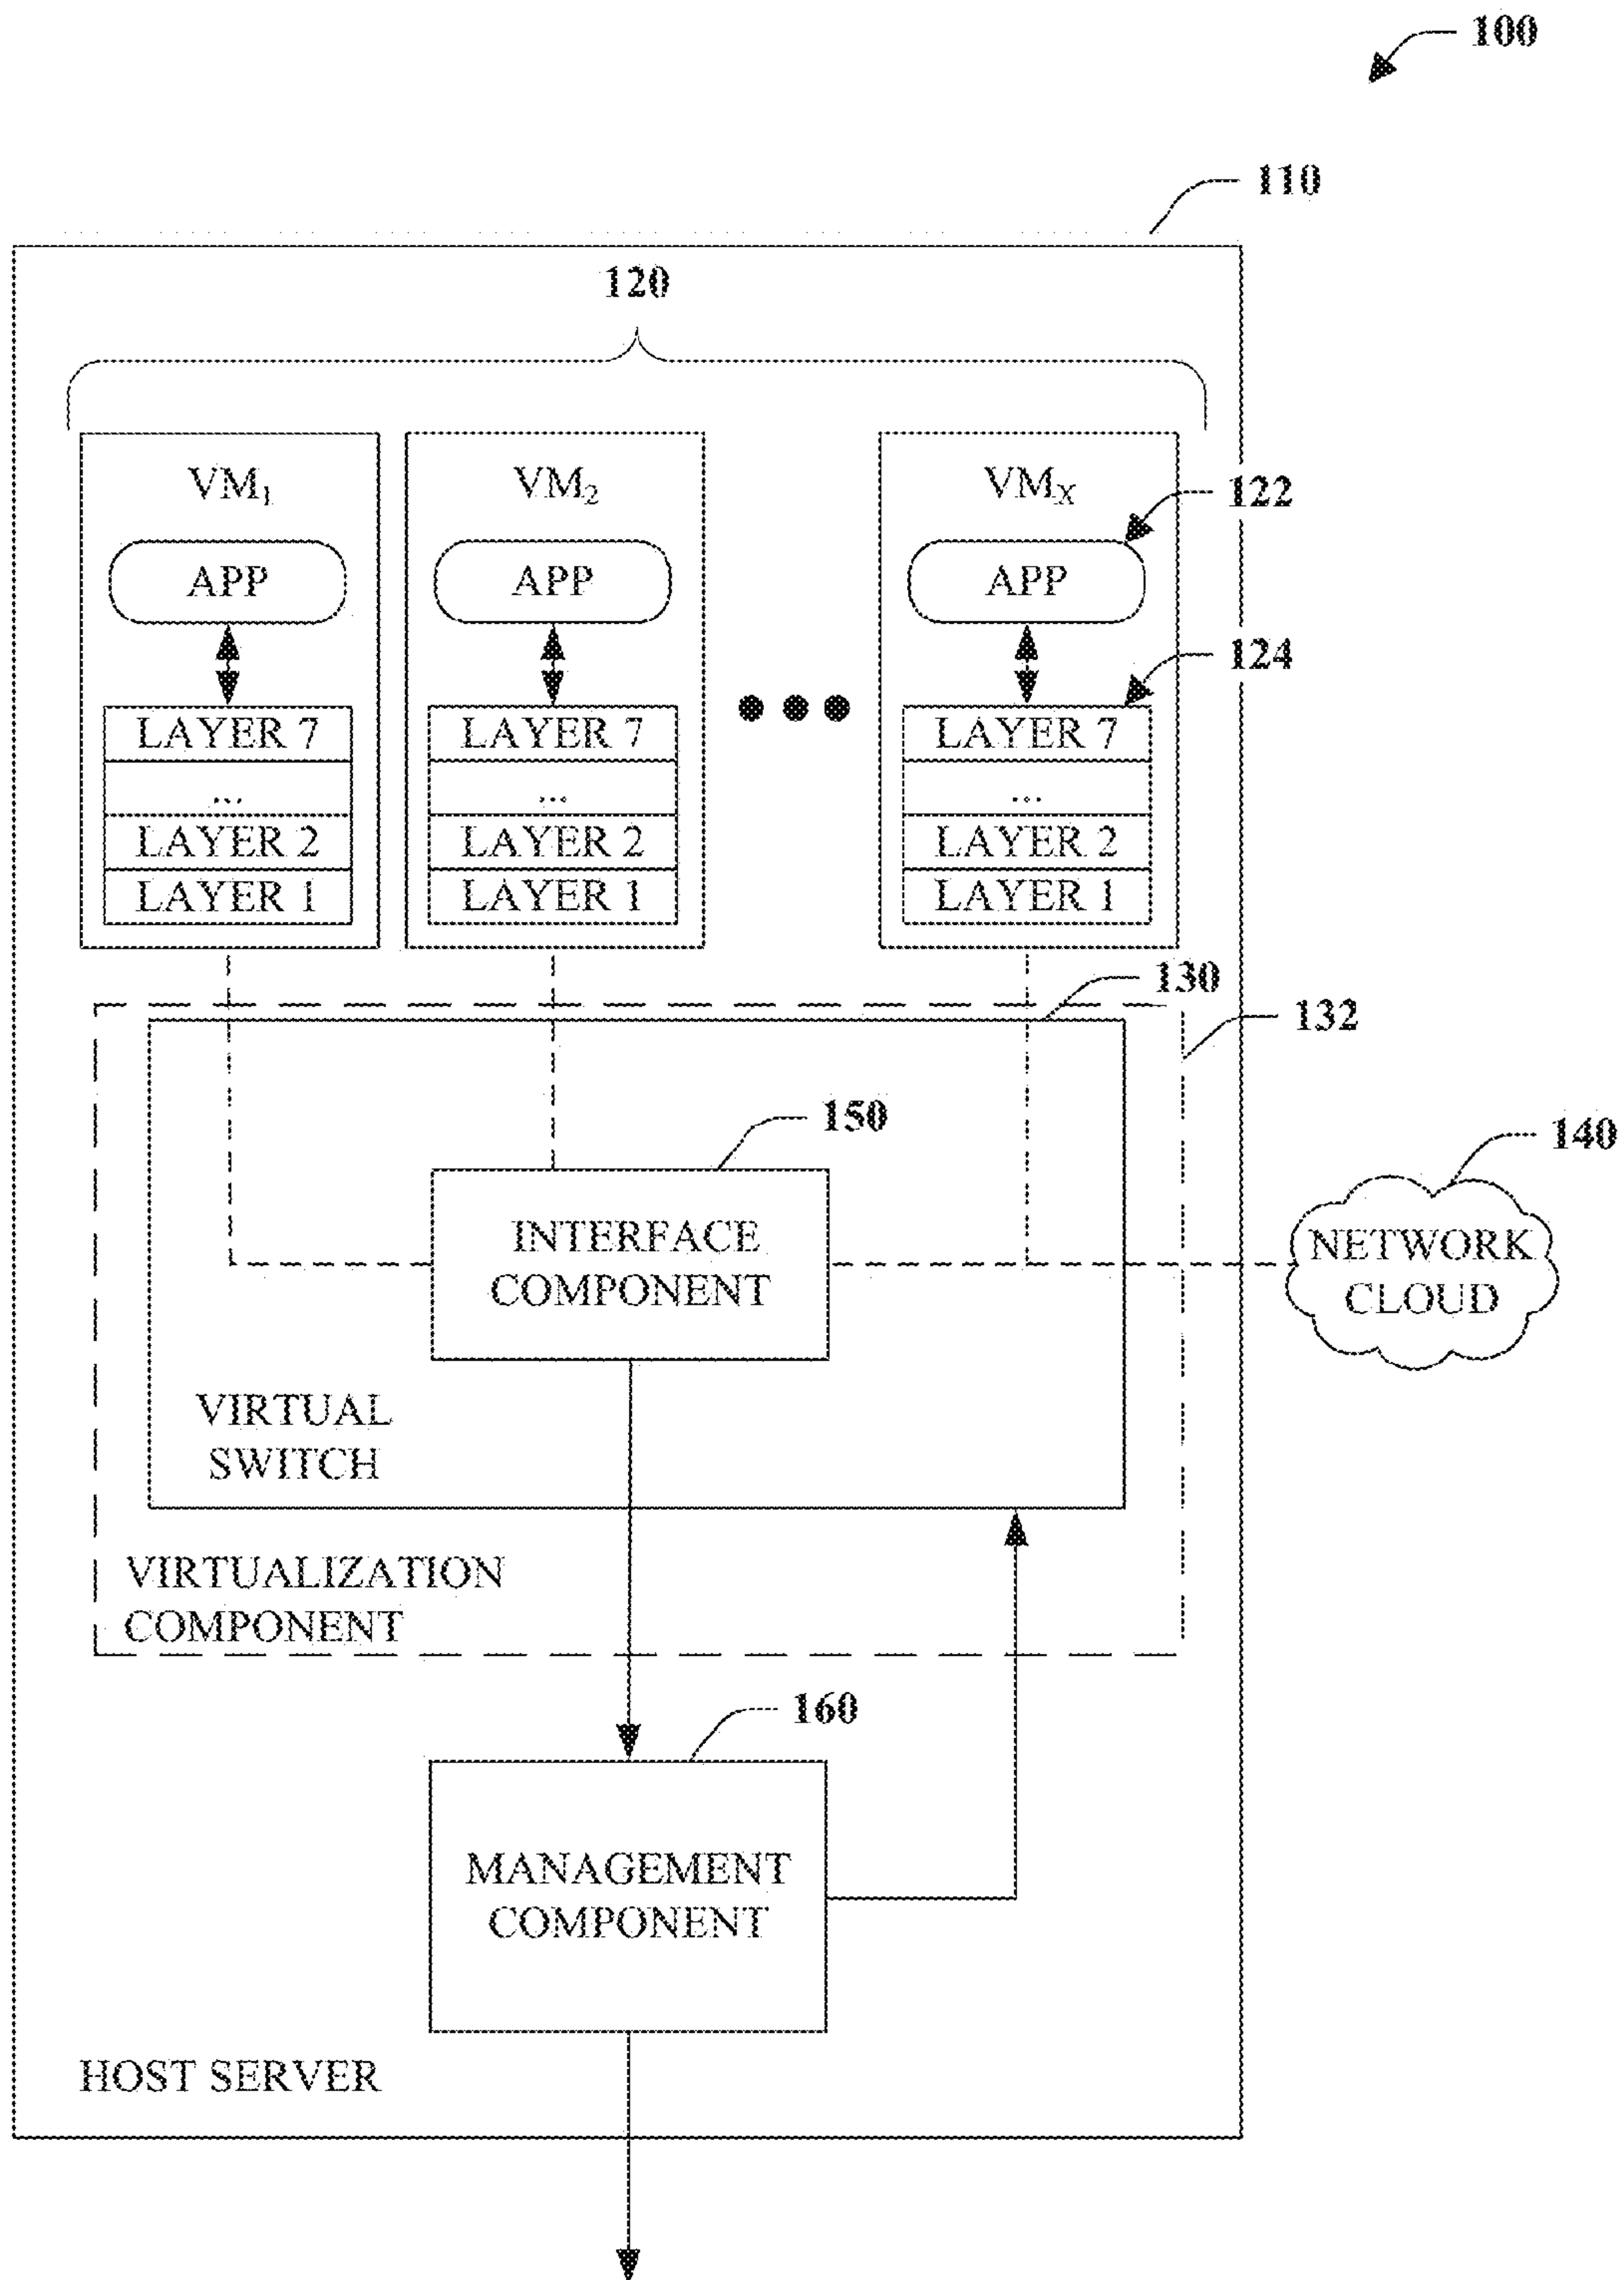 100
110
120
VM1 VM2 VMX
122
APP APP APP
124
LAYER 7 LAYER 7 LAYER 7
... ... ...
LAYER 2 LAYER 2 LAYER 2
LAYER 1 LAYER 1 LAYER 1
130
132
150
140
INTERFACE
COMPONENT
NETWORK
CLOUD
VIRTUAL
SWITCH
VIRTUALIZATION
COMPONENT
160
MANAGEMENT
COMPONENT
HOST SERVER